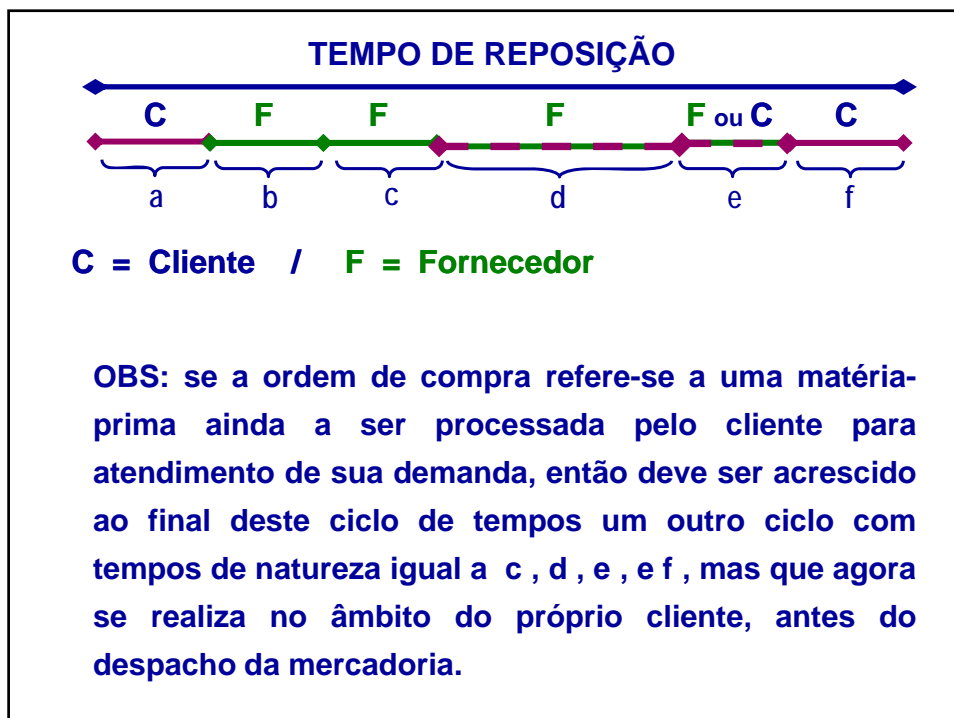 TEMPO DE REPOSIÇÃO
C F F F F ou C C
a b c d e f
C = Cliente / F = Fornecedor
OBS: se a ordem de compra refere-se a uma matéria-
prima ainda a ser processada pelo cliente para
atendimento de sua demanda, então deve ser acrescido
ao final deste ciclo de tempos um outro ciclo com
tempos de natureza igual a c , d , e , e f , mas que agora
se realiza no âmbito do próprio cliente, antes do
despacho da mercadoria.